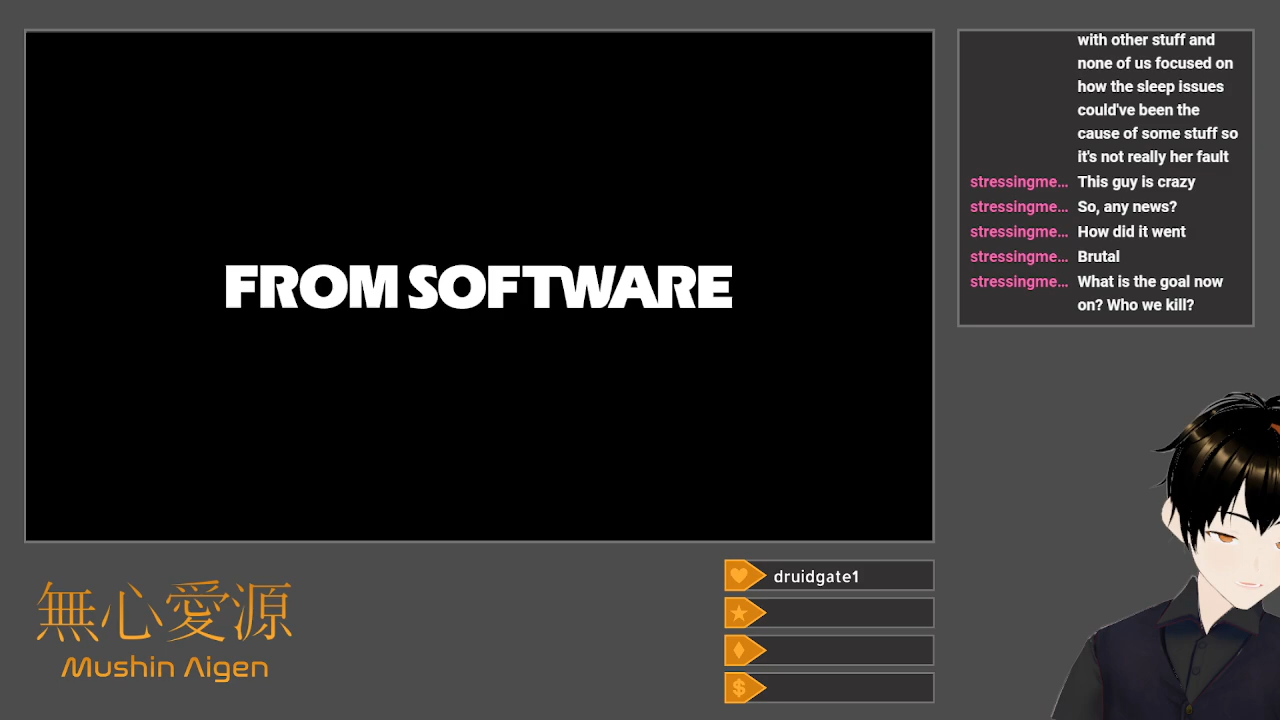 FROM SOFTWARE
with other stuff and
none of us focused on
how the sleep issues
could've been the
cause of some stuff so
it's not really her fault
stressingme... This guy is crazy
stressingme... So, any news?
stressingme... How did it went
stressingme... Brutal
stressingme... What is the goal now
on? Who we kill?
druidgate1
無心愛源
Mushin Aigen